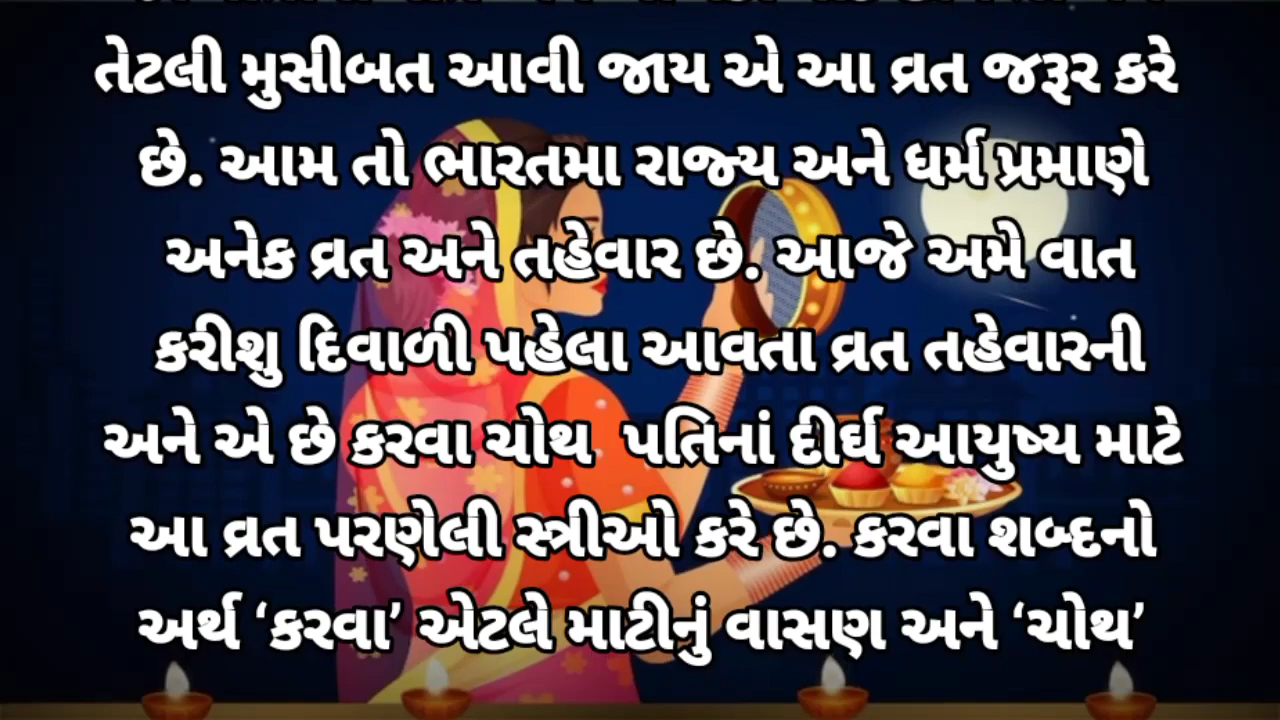 તેટલી મુસીબત આવી જાય એ આ વ્રત જરૂર કરે
છે. આમ તો ભારતમા રાજ્ય અને ધર્મ પ્રમાણે
અનેક વ્રત અને તહેવાર છે. આજે અમે વાત
કરીશુ દિવાળી પહેલા આવતા વ્રત તહેવારની
અને એ છે કરવા ચોથ પતિનાં દીર્ઘ આયુષ્ય માટે
આ વ્રત પરણેલી સ્ત્રીઓ કરે છે. કરવા શબ્દનો
અર્થ ‘કરવા’ એટલે માટીનું વાસણ અને ‘ચોથ’